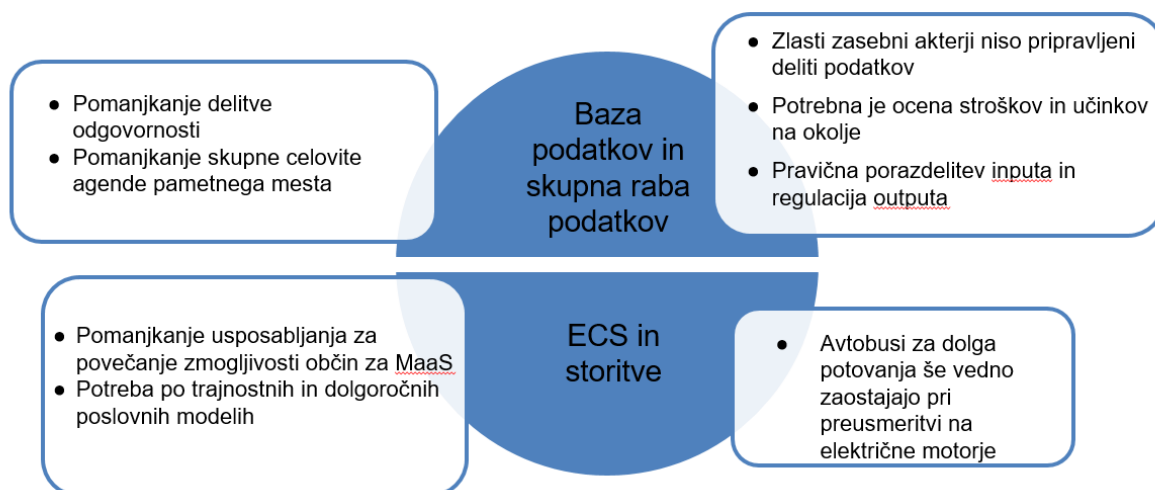 ● Pomanjkanje delitve
odgovornosti
● Pomanjkanje skupne celovite
agende pametnega mesta
Baza
podatkov in
skupna raba
podatkov
● Zlasti zasebni akterji niso pripravljeni
deliti podatkov
● Potrebna je ocena stroškov in učinkov
na okolje
● Pravična porazdelitev inputa in
regulacija outputa
● Pomanjkanje usposabljanja za
povečanje zmogljivosti občin za MaaS
● Potreba po trajnostnih in dolgoročnih
poslovnih modelih
ECS in
storitve
● Avtobusi za dolga
potovanja še vedno
zaostajajo pri
preusmeritvi na
električne motorje